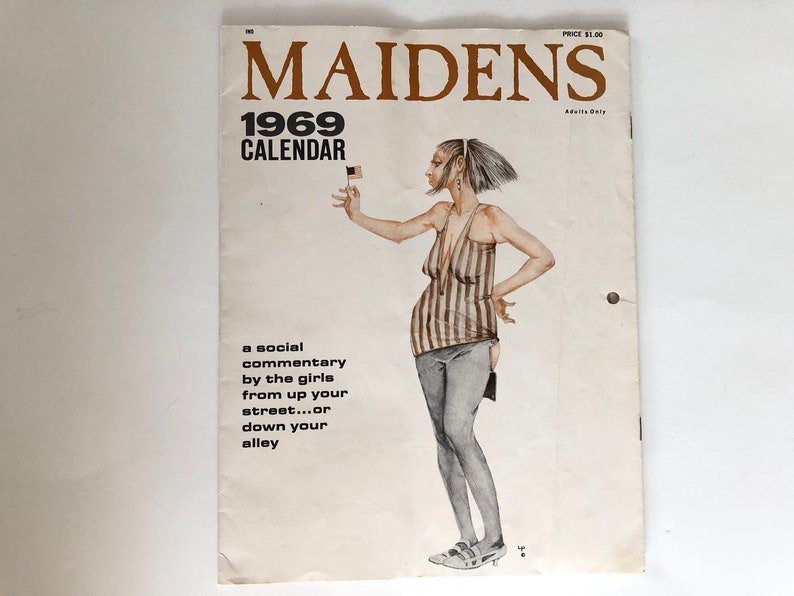 IND
PRICE $1.00
MAIDENS
Adults Only
1969
CALENDAR
a social
commentary
by the girls
from up your
street...or
down your
alley
LP
©